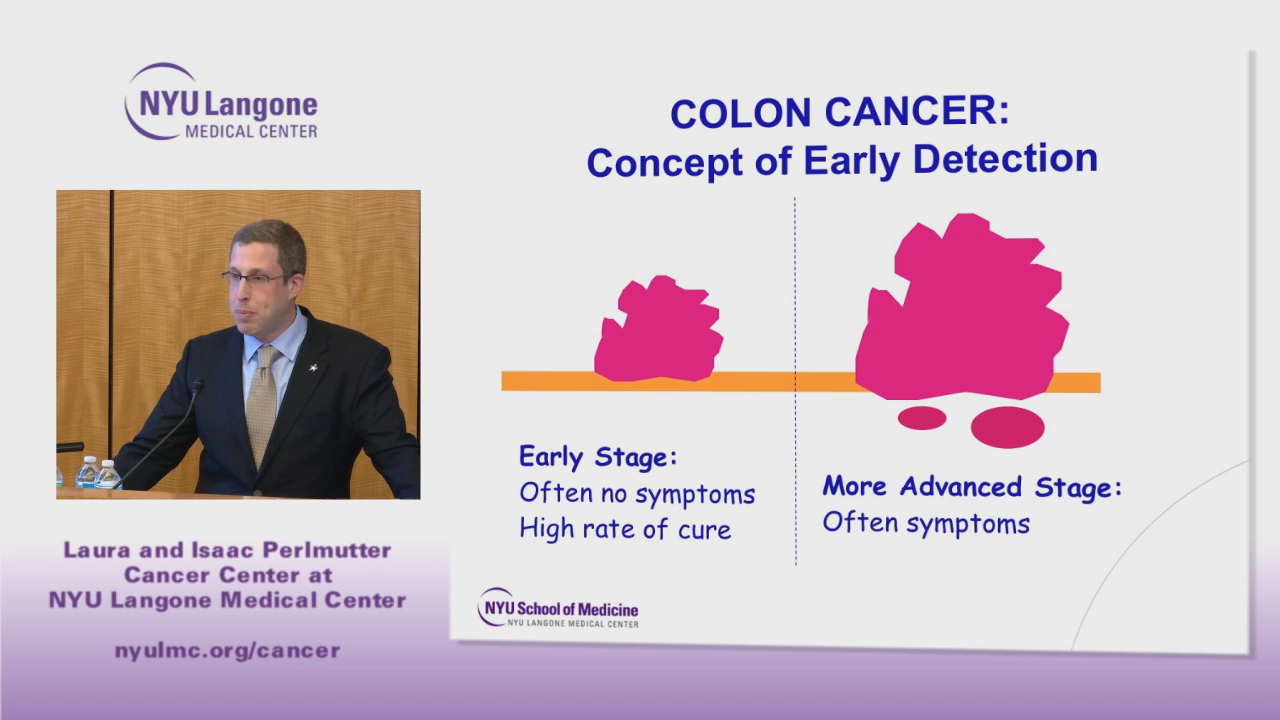 NYU Langone
MEDICAL CENTER
COLON CANCER:
Concept of Early Detection
Early Stage:
Often no symptoms
High rate of cure
More Advanced Stage:
Often symptoms
NYU School of Medicine
NYU LANGONE MEDICAL CENTER
Laura and Isaac Perlmutter
Cancer Center at
NYU Langone Medical Center
nyulmc.org/cancer